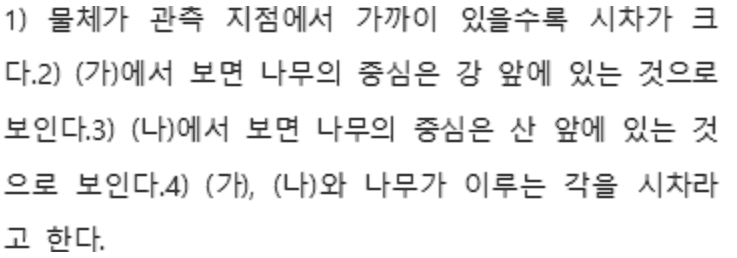 1) 물체가 관측 지점에서 가까이 있을수록 시차가 크
다.2) (가)에서 보면 나무의 중심은 강 앞에 있는 것으로
보인다.3) (나)에서 보면 나무의 중심은 산 앞에 있는 것
으로 보인다.4) (가), (나)와 나무가 이루는 각을 시차라
고 한다.